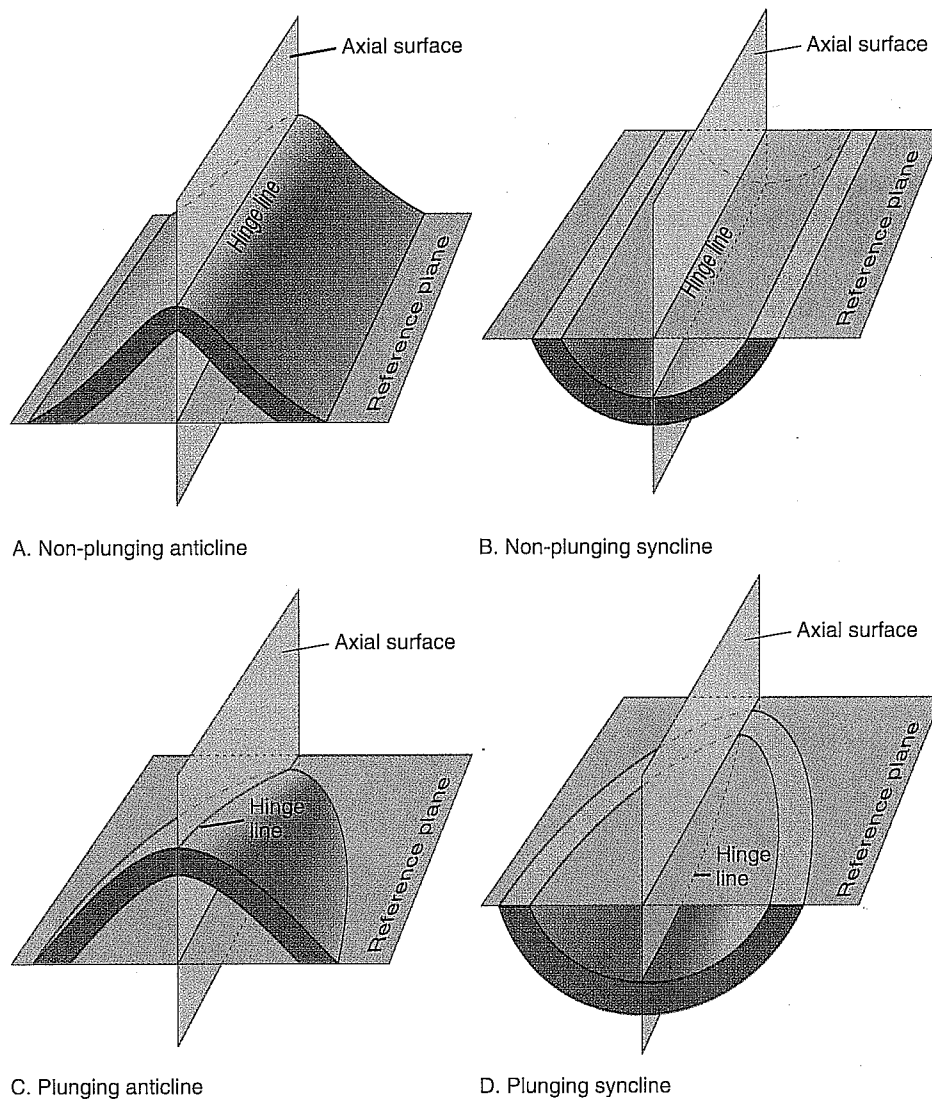 Axial surface
Hinge line
Reference plane
A. Non-plunging anticline
Axial surface
Hinge line
Reference plane
B. Non-plunging syncline
Axial surface
Hinge
line
Reference plane
C. Plunging anticline
Axial surface
Hinge
line
Reference plane
D. Plunging syncline